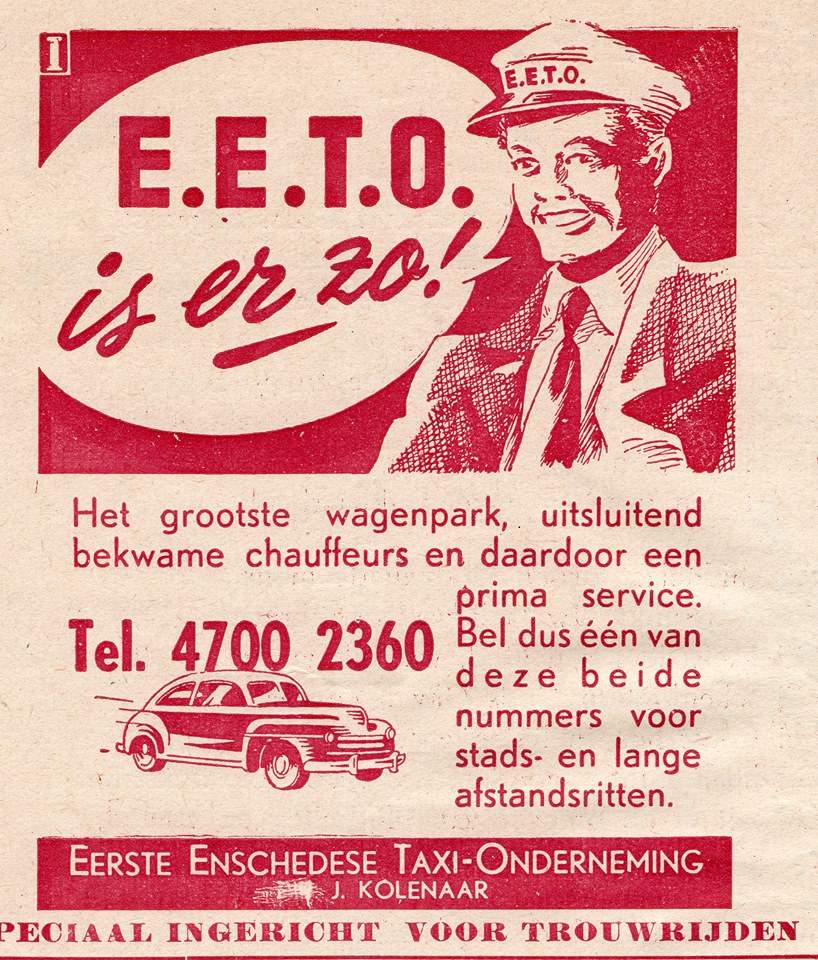 1
E.E.T.O.
E.E.T.O.
is er zo!
Het grootste wagenpark, uitsluitend
bekwame chauffeurs en daardoor een
prima service.
Bel dus één van
deze beide
nummers voor
stads- en lange
afstandsritten.
Tel. 4700 2360
EERSTE ENSCHEDESE TAXI-ONDERNEMING
J. KOLENAAR
PECIAAL INGERICHT VOOR TROUWRIJDEN